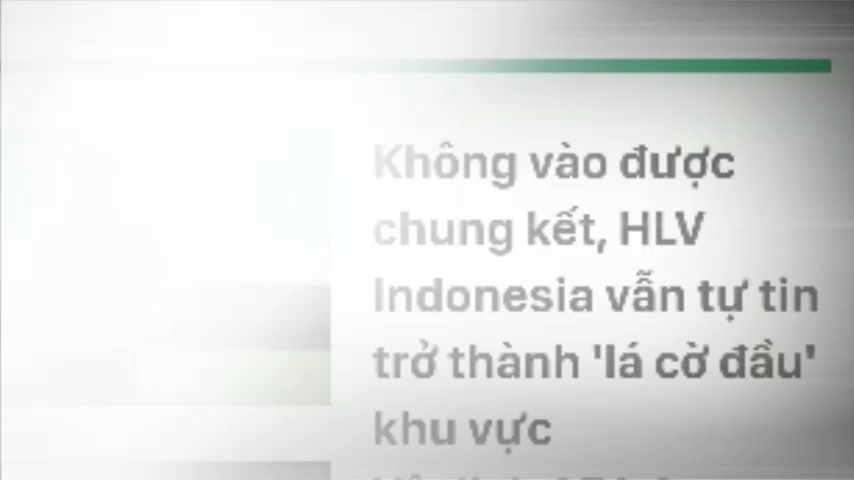 Không vào được
chung kết, HLV
Indonesia vẫn tự tin
trở thành 'lá cờ đầu'
khu vực